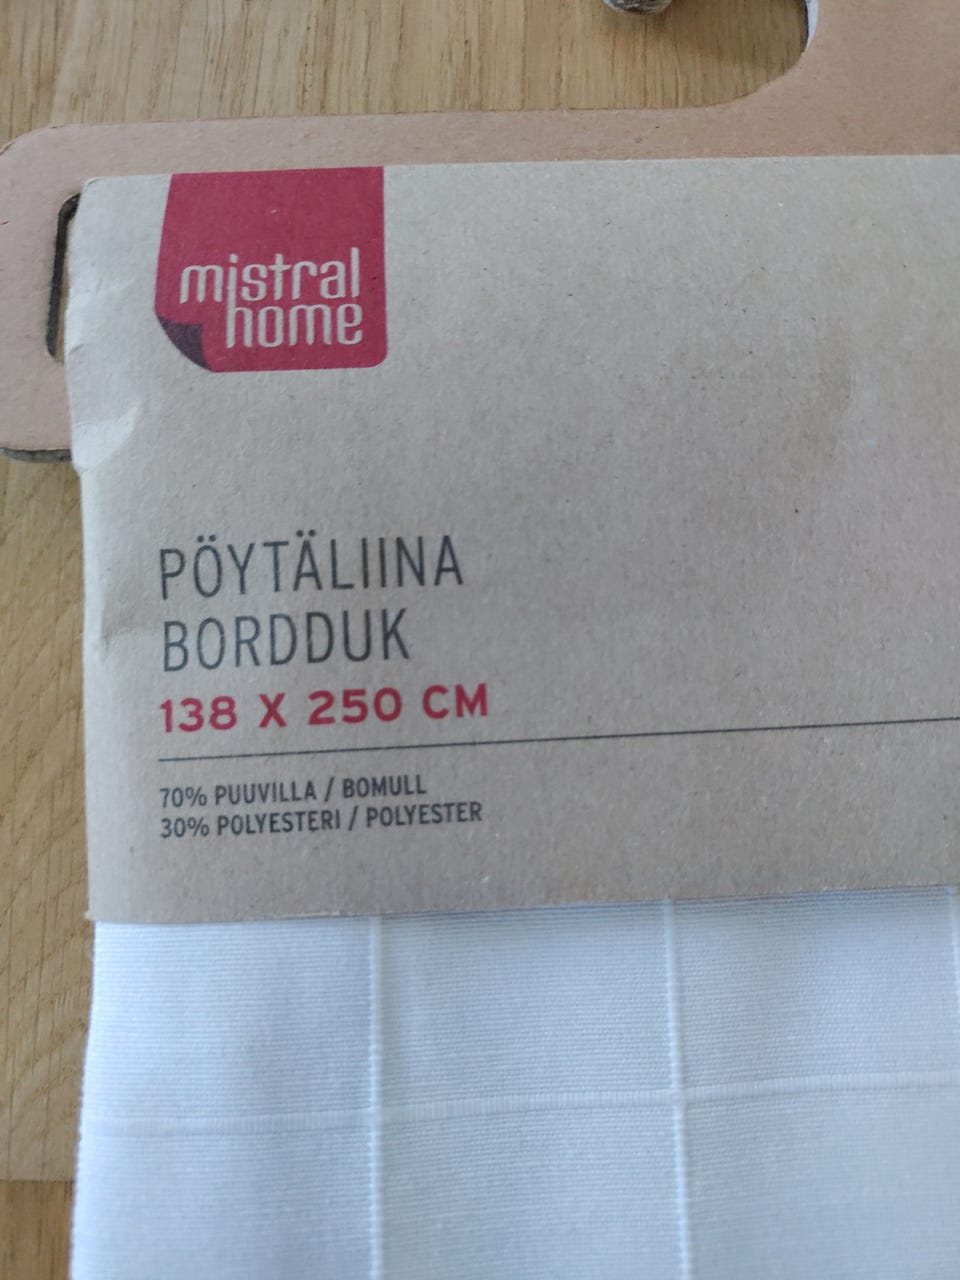 mistral
home
PÖYTÄLIINA
BORDDUK
138 X 250 CM
70% PUUVILLA / BOMULL
30% POLYESTERI / POLYESTER